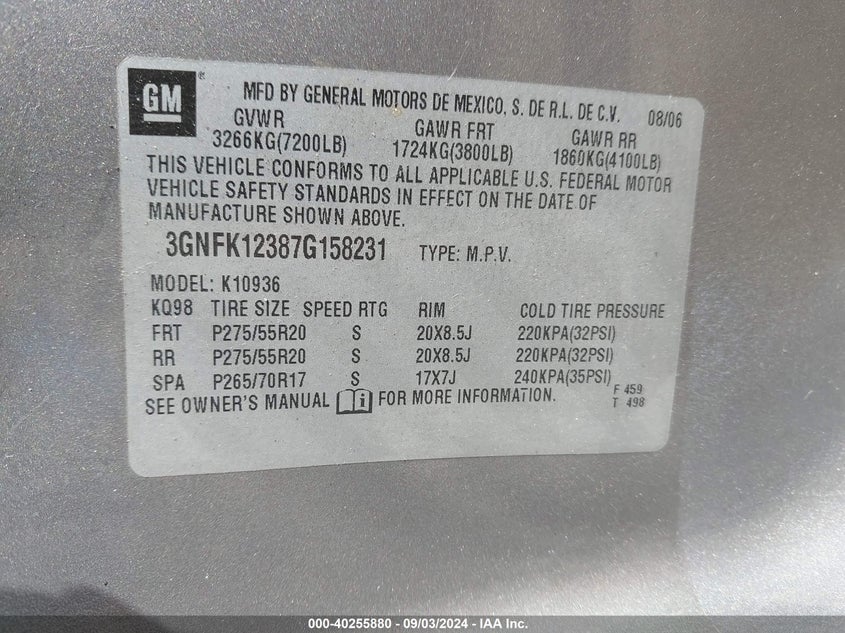 GM ® MFD BY GENERAL MOTORS DE MEXICO, S. DE R.L. DE C.V. 08/06
GVWR GAWR FRT GAWR RR
3266KG(7200LB) 1724KG(3800LB) 1860KG(4100LB)
THIS VEHICLE CONFORMS TO ALL APPLICABLE U.S. FEDERAL MOTOR
VEHICLE SAFETY STANDARDS IN EFFECT ON THE DATE OF
MANUFACTURE SHOWN ABOVE.
3GNFK12387G158231 TYPE: M.P.V.
MODEL: K10936
KQ98 TIRE SIZE SPEED RTG RIM COLD TIRE PRESSURE
FRT P275/55R20 S 20X8.5J 220KPA(32PSI)
RR P275/55R20 S 20X8.5J 220KPA(32PSI)
SPA P265/70R17 S 17X7J 240KPA(35PSI)
SEE OWNER'S MANUAL i FOR MORE INFORMATION. F 459
T 498
000-40255880 - 09/03/2024 - IAA Inc.